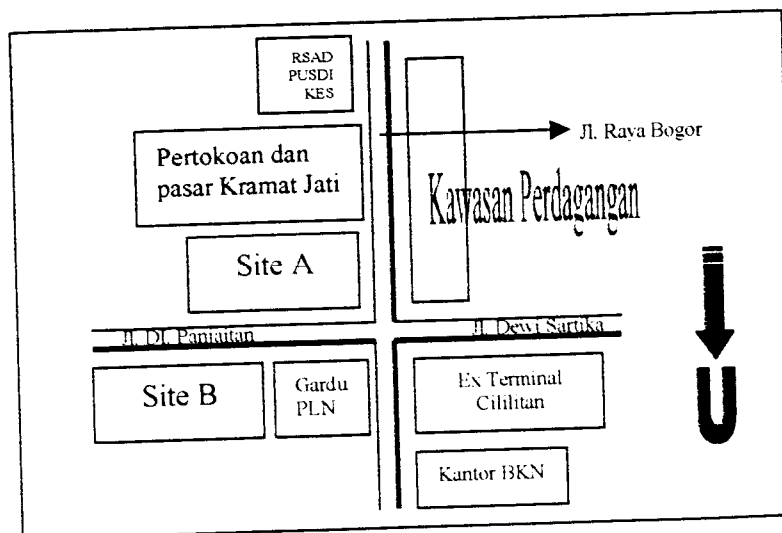 RSAD
PUSDI
KES
Jl. Raya Bogor
Pertokoan dan
pasar Kramat Jati
Kawasan Perdagangan
Site A
Jl. DI. Panjaitan
Jl. Dewi Sartika
Site B
Gardu
PLN
Ex Terminal
Cililitan
Kantor BKN
U